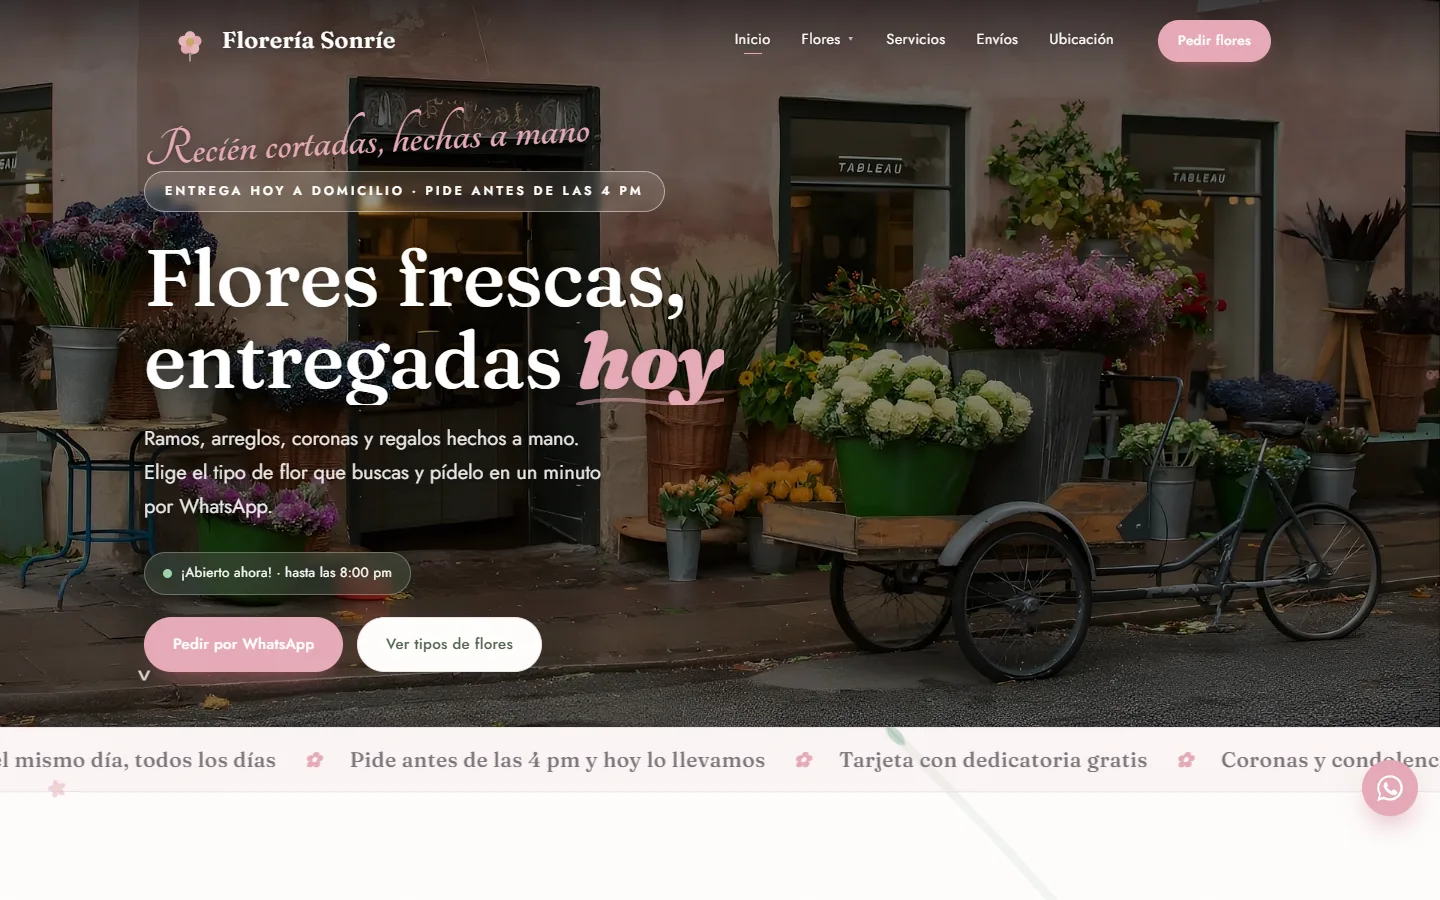 Florería Sonríe
Inicio
Flores
Servicios
Envíos
Ubicación
Pedir flores
Recién cortadas, hechas a mano
ENTREGA HOY A DOMICILIO · PIDE ANTES DE LAS 4 PM
Flores frescas,
entregadas hoy
Ramos, arreglos, coronas y regalos hechos a mano.
Elige el tipo de flor que buscas y pídelo en un minuto
por WhatsApp.
¡Abierto ahora! · hasta las 8:00 pm
Pedir por WhatsApp
Ver tipos de flores
TABLEAU
TABLEAU
el mismo día, todos los días
Pide antes de las 4 pm y hoy lo llevamos
Tarjeta con dedicatoria gratis
Coronas y condolenc